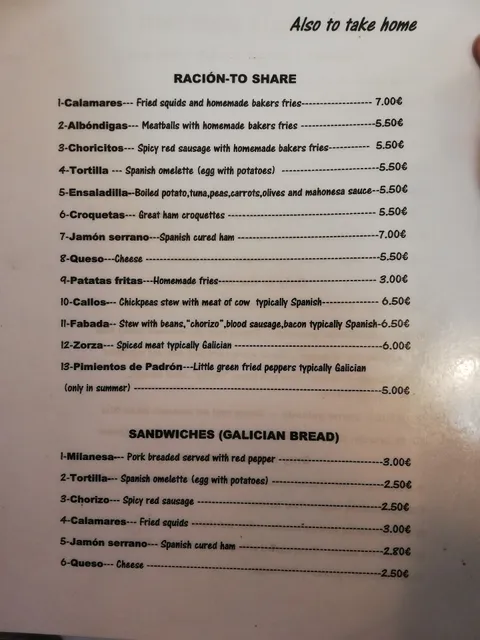 Also to take home
RACIÓN-TO SHARE
1-Calamares--- Fried squids and homemade bakers fries------------------ 7.00€
2-Albóndigas--- Meatballs with homemade bakers fries --------------------5.50€
3-Choricitos--- Spicy red sausage with homemade bakers fries----------- 5.50€
4-Tortilla --- Spanish omelette (egg with potatoes) -------------------------5.50€
5-Ensaladilla--Boiled potato,tuna,peas,carrots,olives and mahonesa sauce--5.50€
6-Croquetas--- Great ham croquettes --------------------------------------- 5.50€
7-Jamón serrano---Spanish cured ham -------------------------------------7.00€
8-Queso---Cheese ------------------------------------------------------------5.50€
9-Patatas fritas---Homemade fries-----------------------------------------3.00€
10-Callos--- Chickpeas stew with meat of cow typically Spanish--------------- 6.50€
11-Fabada-- Stew with beans,"chorizo",blood sausage,bacon typically Spanish-6.50€
12-Zorza--- Spiced meat typically Galician --------------------------------------6.00€
13-Pimientos de Padrón---Little green fried peppers typically Galician
(only in summer) ---------------------------------------------------------------5.00€
SANDWICHES (GALICIAN BREAD)
1-Milanesa--- Pork breaded served with red pepper ---------------------------3.00€
2-Tortilla--- Spanish omelette (egg with potatoes) ----------------------------2.50€
3-Chorizo--- Spicy red sausage -----------------------------------------------2.50€
4-Calamares--- Fried squids -------------------------------------------------3.00€
5-Jamón serrano--- Spanish cured ham --------------------------------------2.80€
6-Queso--- Cheese ------------------------------------------------------------2.50€